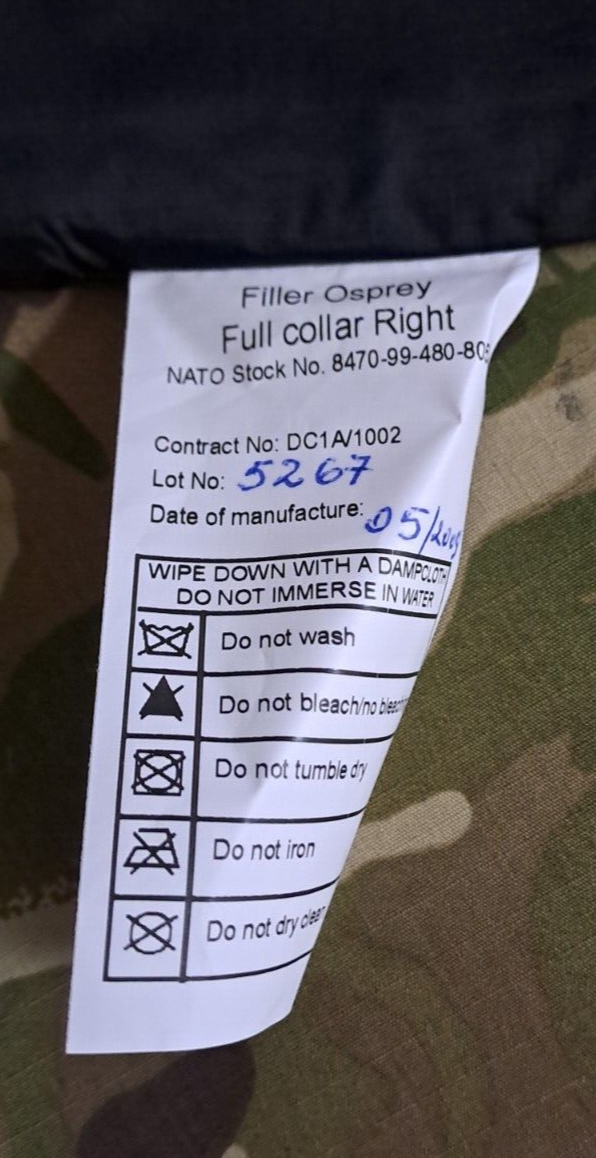 Filler Osprey
Full collar Right
NATO Stock No. 8470-99-480-80
Contract No: DC1A/1002
Lot No: 5267
Date of manufacture: 05/2009
WIPE DOWN WITH A DAMPCLOTH
DO NOT IMMERSE IN WATER
Do not wash
Do not bleach/no bleach
Do not tumble dry
Do not iron
Do not dry clean